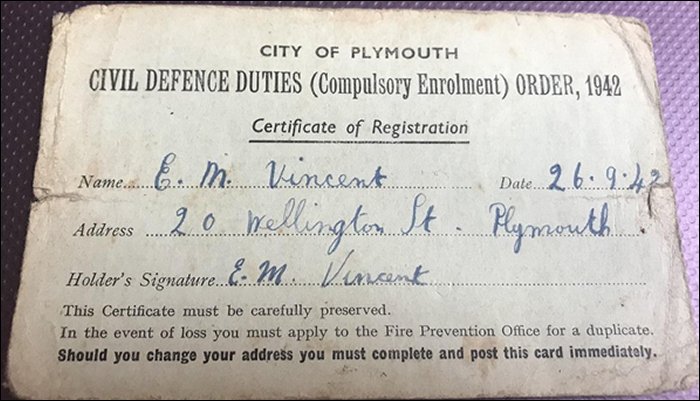 CITY OF PLYMOUTH
CIVIL DEFENCE DUTIES (Compulsory Enrolment) ORDER, 1942
Certificate of Registration
Name E. M. Vincent Date 26.9.42
Address 20 Wellington St. Plymouth
Holder's Signature E. M. Vincent
This Certificate must be carefully preserved.
In the event of loss you must apply to the Fire Prevention Office for a duplicate.
Should you change your address you must complete and post this card immediately.